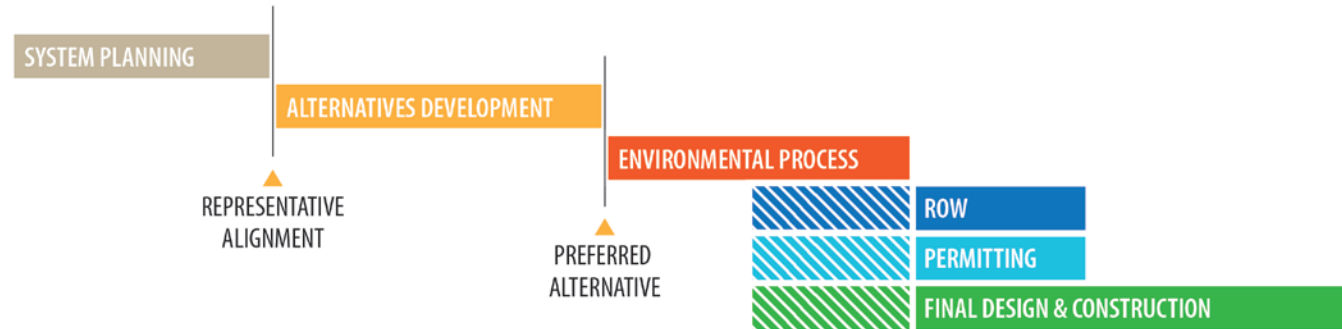 SYSTEM PLANNING
ALTERNATIVES DEVELOPMENT
ENVIRONMENTAL PROCESS
REPRESENTATIVE
ALIGNMENT
ROW
PREFERRED
ALTERNATIVE
PERMITTING
FINAL DESIGN & CONSTRUCTION